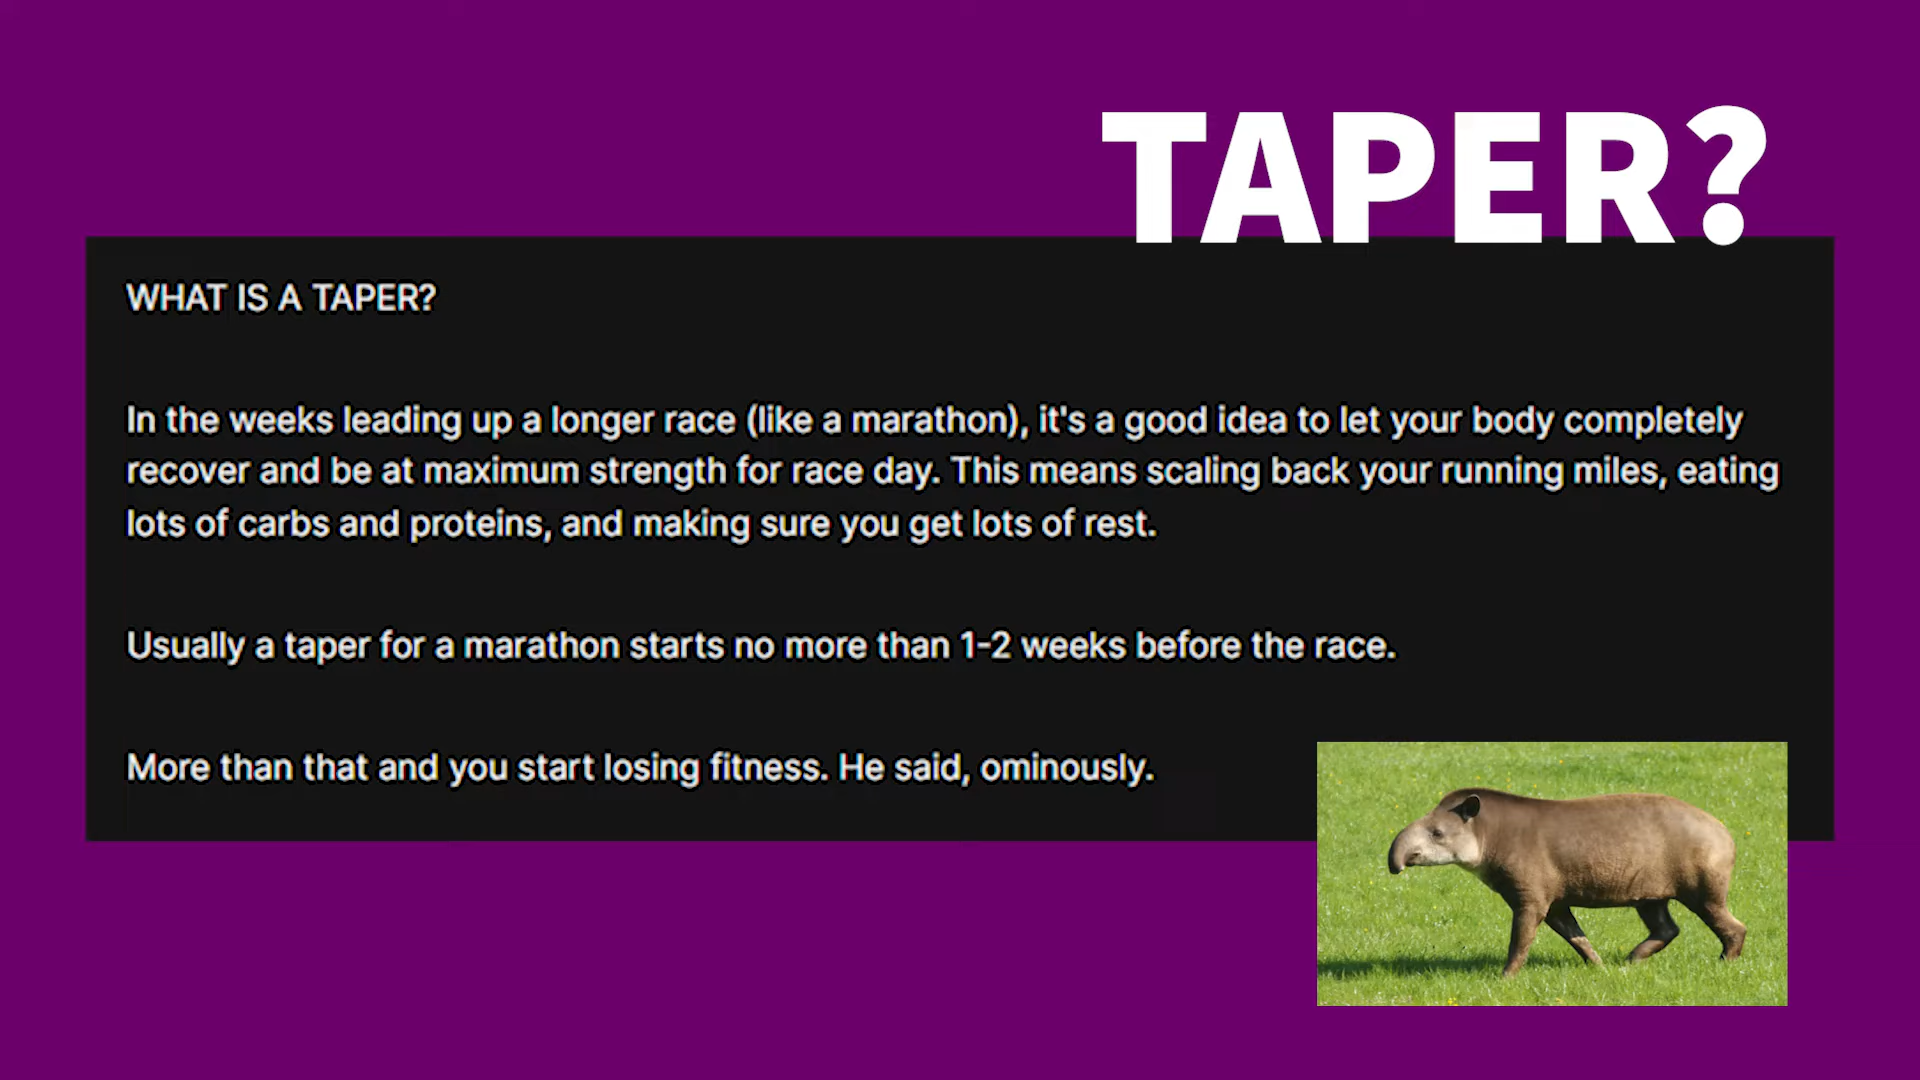 TAPER?
WHAT IS A TAPER?
In the weeks leading up a longer race (like a marathon), it's a good idea to let your body completely
recover and be at maximum strength for race day. This means scaling back your running miles, eating
lots of carbs and proteins, and making sure you get lots of rest.
Usually a taper for a marathon starts no more than 1-2 weeks before the race.
More than that and you start losing fitness. He said, ominously.